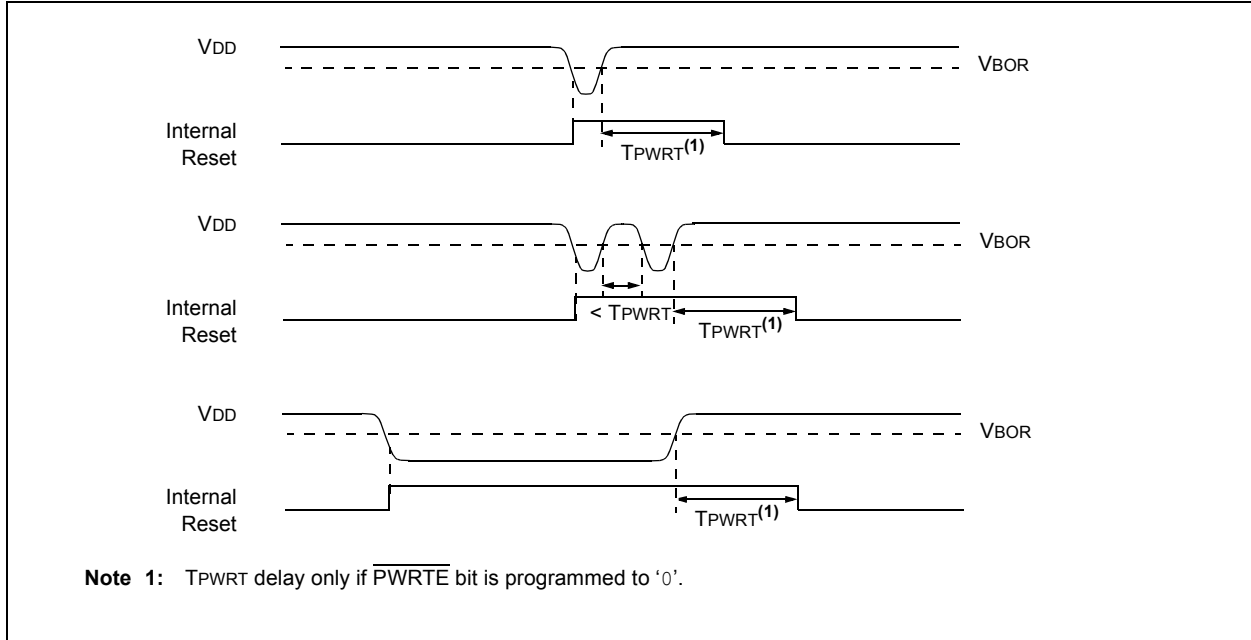 VDD
VBOR
Internal
Reset
TPWRT(1)
VDD
VBOR
Internal
Reset
< TPWRT
TPWRT(1)
VDD
VBOR
Internal
Reset
TPWRT(1)
Note 1: TPWRT delay only if P̅W̅R̅T̅E̅ bit is programmed to ‘0’.